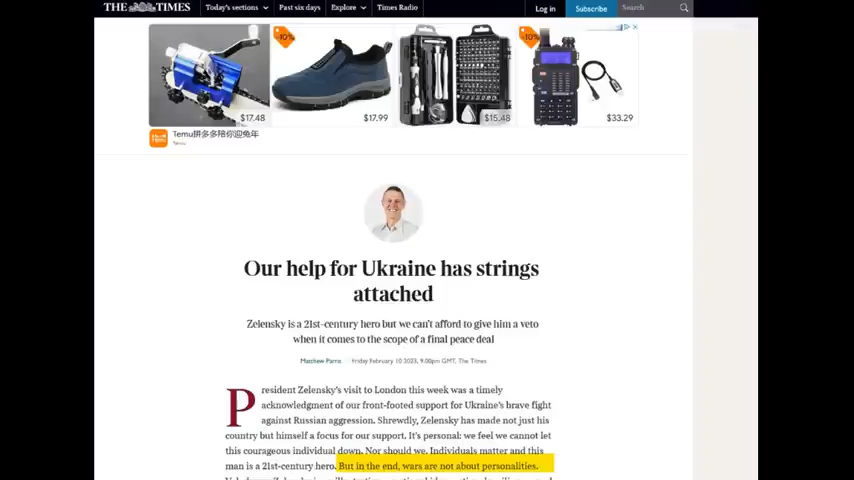 THE TIMES
Today's sections
Past six days
Explore
Times Radio
Log in
Subscribe
Search
-10%
-10%
$17.48
$17.99
$15.48
$33.29
Temu拼多多陪你迎兔年
Temu
Our help for Ukraine has strings
attached
Zelensky is a 21st-century hero but we can't afford to give him a veto
when it comes to the scope of a final peace deal
Matthew Parris Friday February 10 2023, 9.00pm GMT, The Times
President Zelensky's visit to London this week was a timely
acknowledgment of our front-footed support for Ukraine's brave fight
against Russian aggression. Shrewdly, Zelensky has made not just his
country but himself a focus for our support. It's personal: we feel we cannot let
this courageous individual down. Nor should we. Individuals matter and this
man is a 21st-century hero. But in the end, wars are not about personalities.